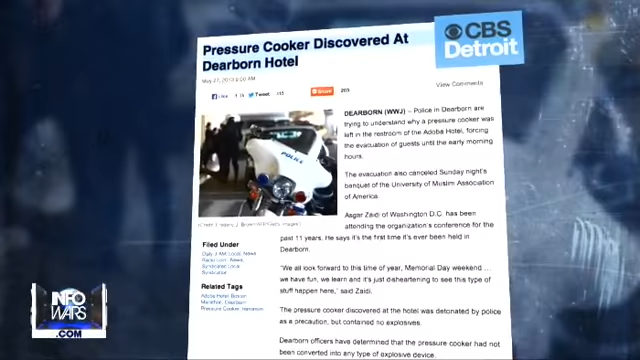 CBS
Detroit
Pressure Cooker Discovered At
Dearborn Hotel
View Comments
Like
Tweet
Share
DEARBORN (WWJ) – Police in Dearborn are
trying to understand why a pressure cooker was
left in the restroom of the Adoba Hotel, forcing
the evacuation of guests until the early morning
hours.
POLICE
The evacuation also canceled Sunday night's
banquet of the University of Muslim Association
of America.
Asgar Zaidi of Washington D.C. has been
attending the organization's conference for the
past 11 years. He says it's the first time it's ever been held in
Dearborn.
Filed Under
"We all look forward to this time of year, Memorial Day weekend …
we have fun, we learn and it's just disheartening to see this type of
stuff happen here," said Zaidi.
Related Tags
The pressure cooker discovered at the hotel was detonated by police
as a precaution, but contained no explosives.
Dearborn officers have determined that the pressure cooker had not
been converted into any type of explosive device.
INFO
WARS
.COM